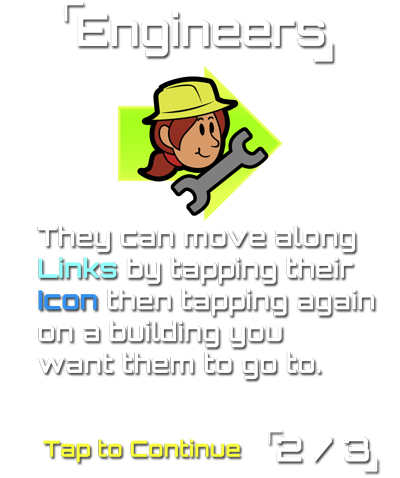 Engineers
They can move along
Links by tapping their
Icon then tapping again
on a building you
want them to go to.
Tap to Continue
2 / 3